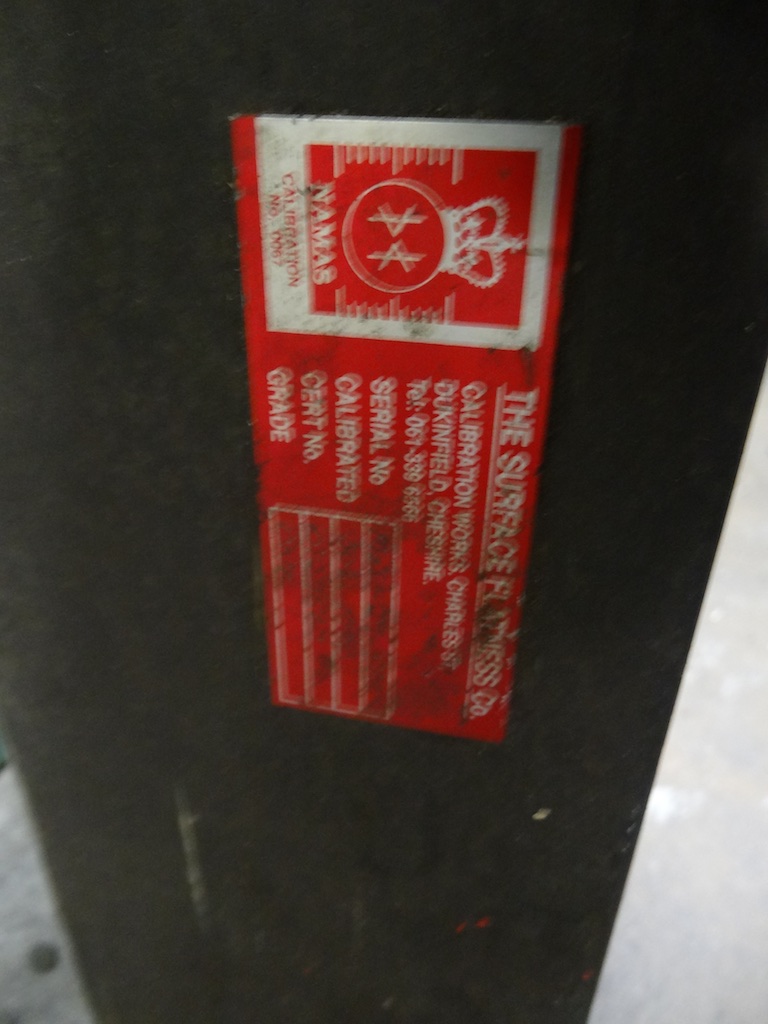 NAMAS
CALIBRATION
No. 0067
THE SURFACE FLATNESS Co.
CALIBRATION WORKS, CHARLES ST.
DUKINFIELD, CHESHIRE.
Tel: 061-339
SERIAL No.
CALIBRATED
CERT No.
GRADE